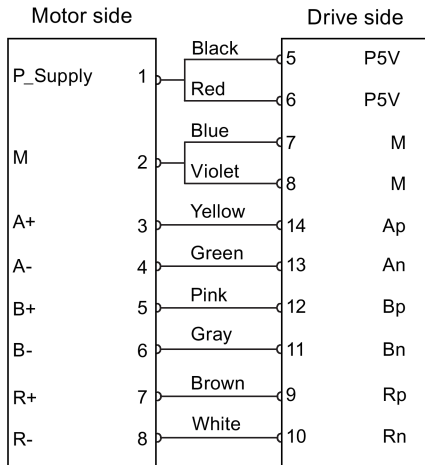 Motor side Drive side
Black 5 P5V
P_Supply 1
Red 6 P5V
Blue 7 M
M 2
Violet 8 M
A+ 3 Yellow 14 Ap
A- 4 Green 13 An
B+ 5 Pink 12 Bp
B- 6 Gray 11 Bn
R+ 7 Brown 9 Rp
R- 8 White 10 Rn